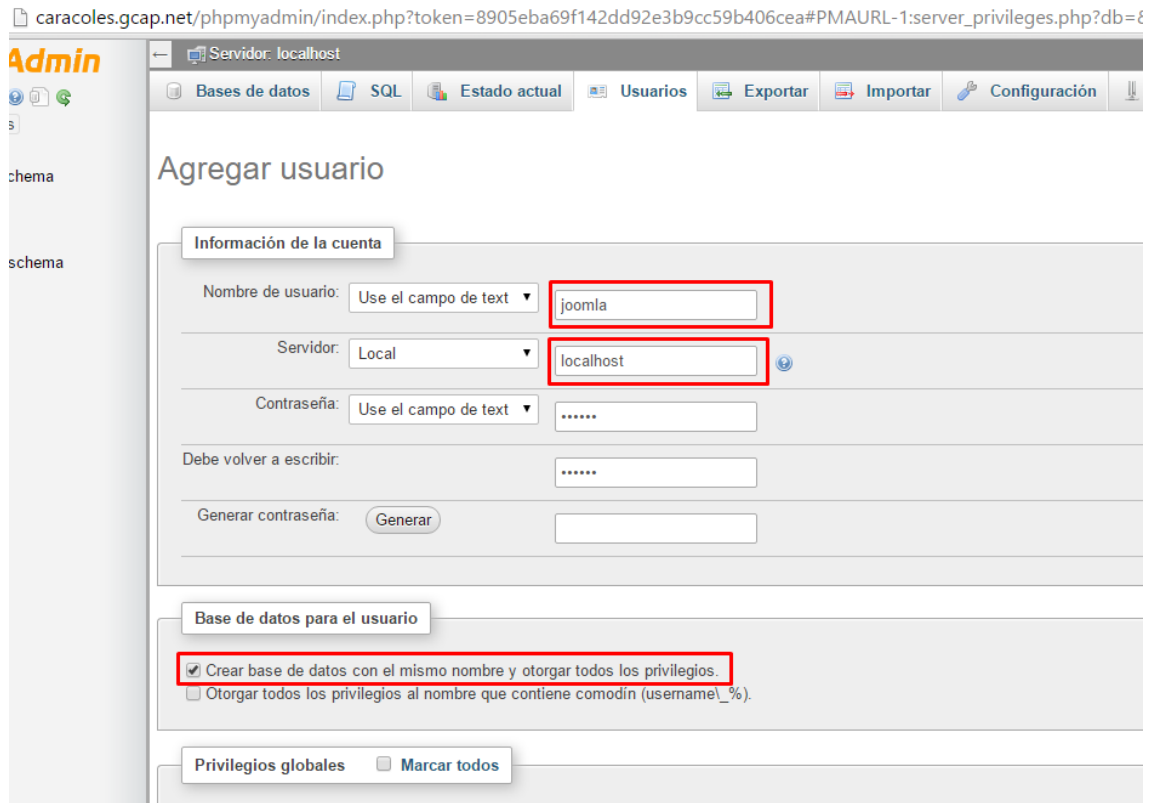 caracoles.gcap.net/phpmyadmin/index.php?token=8905eba69f142dd92e3b9cc59b406cea#PMAURL-1:server_privileges.php?db=&
Admin
Servidor: localhost
Bases de datos SQL Estado actual Usuarios Exportar Importar Configuración
s
chema
schema
Agregar usuario
Información de la cuenta
Nombre de usuario: Use el campo de text joomla
Servidor: Local localhost
Contraseña: Use el campo de text ••••••
Debe volver a escribir: ••••••
Generar contraseña: Generar
Base de datos para el usuario
Crear base de datos con el mismo nombre y otorgar todos los privilegios.
Otorgar todos los privilegios al nombre que contiene comodín (username\_%).
Privilegios globales Marcar todos